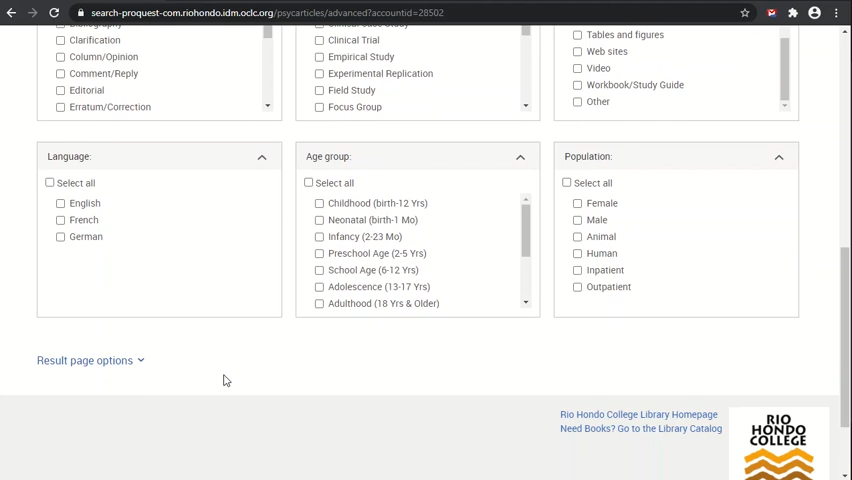 search-proquest-com.riohondo.idm.oclc.org/psycarticles/advanced?accountid=28502
Clarification
Column/Opinion
Comment/Reply
Editorial
Erratum/Correction
Clinical Trial
Empirical Study
Experimental Replication
Field Study
Focus Group
Tables and figures
Web sites
Video
Workbook/Study Guide
Other
Language:
Select all
English
French
German
Age group:
Select all
Childhood (birth-12 Yrs)
Neonatal (birth-1 Mo)
Infancy (2-23 Mo)
Preschool Age (2-5 Yrs)
School Age (6-12 Yrs)
Adolescence (13-17 Yrs)
Adulthood (18 Yrs & Older)
Population:
Select all
Female
Male
Animal
Human
Inpatient
Outpatient
Result page options
Rio Hondo College Library Homepage
Need Books? Go to the Library Catalog
RIO
HONDO
COLLEGE